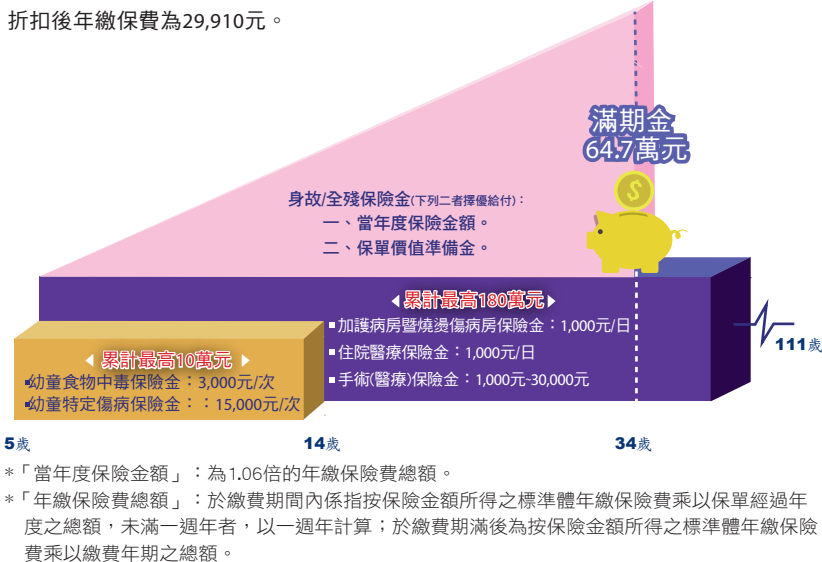 折扣後年繳保費為29,910元。
滿期金
64.7萬元
$
身故/全殘保險金(下列二者擇優給付)：
一、當年度保險金額。
二、保單價值準備金。
累計最高180萬元
▪加護病房暨燒燙傷病房保險金：1,000元/日
▪住院醫療保險金：1,000元/日
▪手術(醫療)保險金：1,000元~30,000元
累計最高10萬元
▪幼童食物中毒保險金：3,000元/次
▪幼童特定傷病保險金：：15,000元/次
111歲
5歲
14歲
34歲
*「當年度保險金額」：為1.06倍的年繳保險費總額。
*「年繳保險費總額」：於繳費期間內係指按保險金額所得之標準體年繳保險費乘以保單經過年
度之總額，未滿一週年者，以一週年計算；於繳費期滿後為按保險金額所得之標準體年繳保險
費乘以繳費年期之總額。